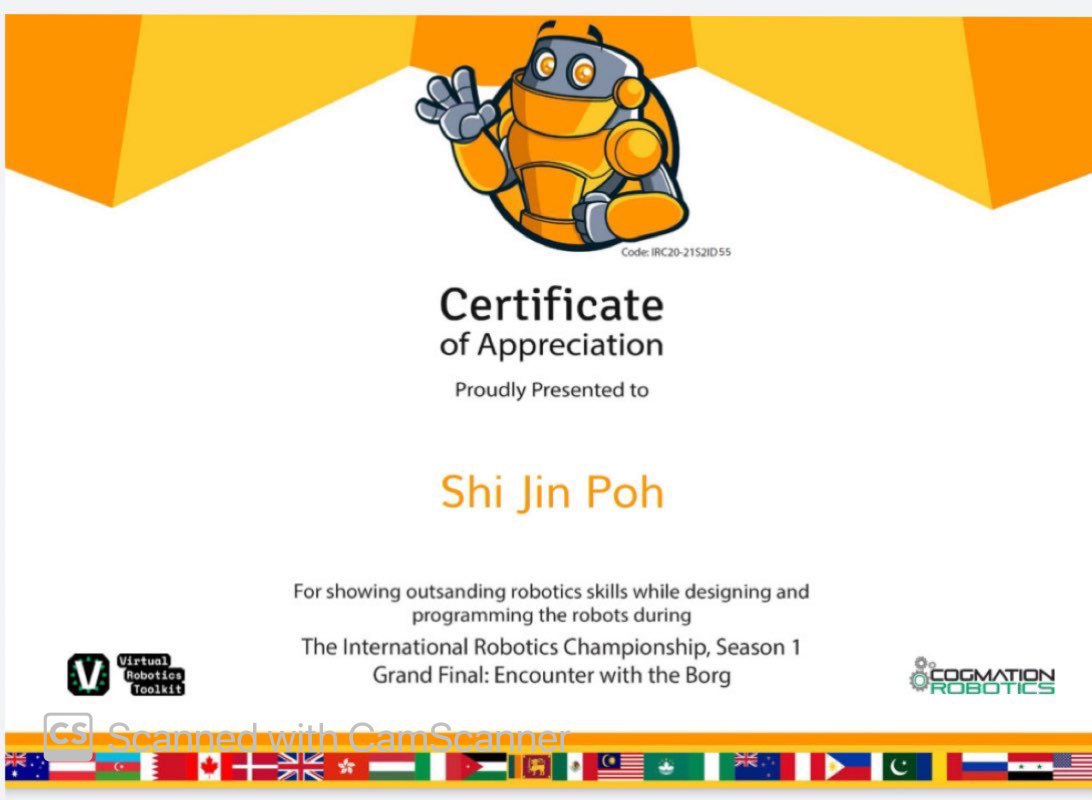 Code: IRC20-21S2ID55
Certificate
of Appreciation
Proudly Presented to
Shi Jin Poh
For showing outsanding robotics skills while designing and
programming the robots during
The International Robotics Championship, Season 1
Grand Final: Encounter with the Borg
V
Virtual
Robotics
Toolkit
COGMATION
ROBOTICS
CS Scanned with CamScanner